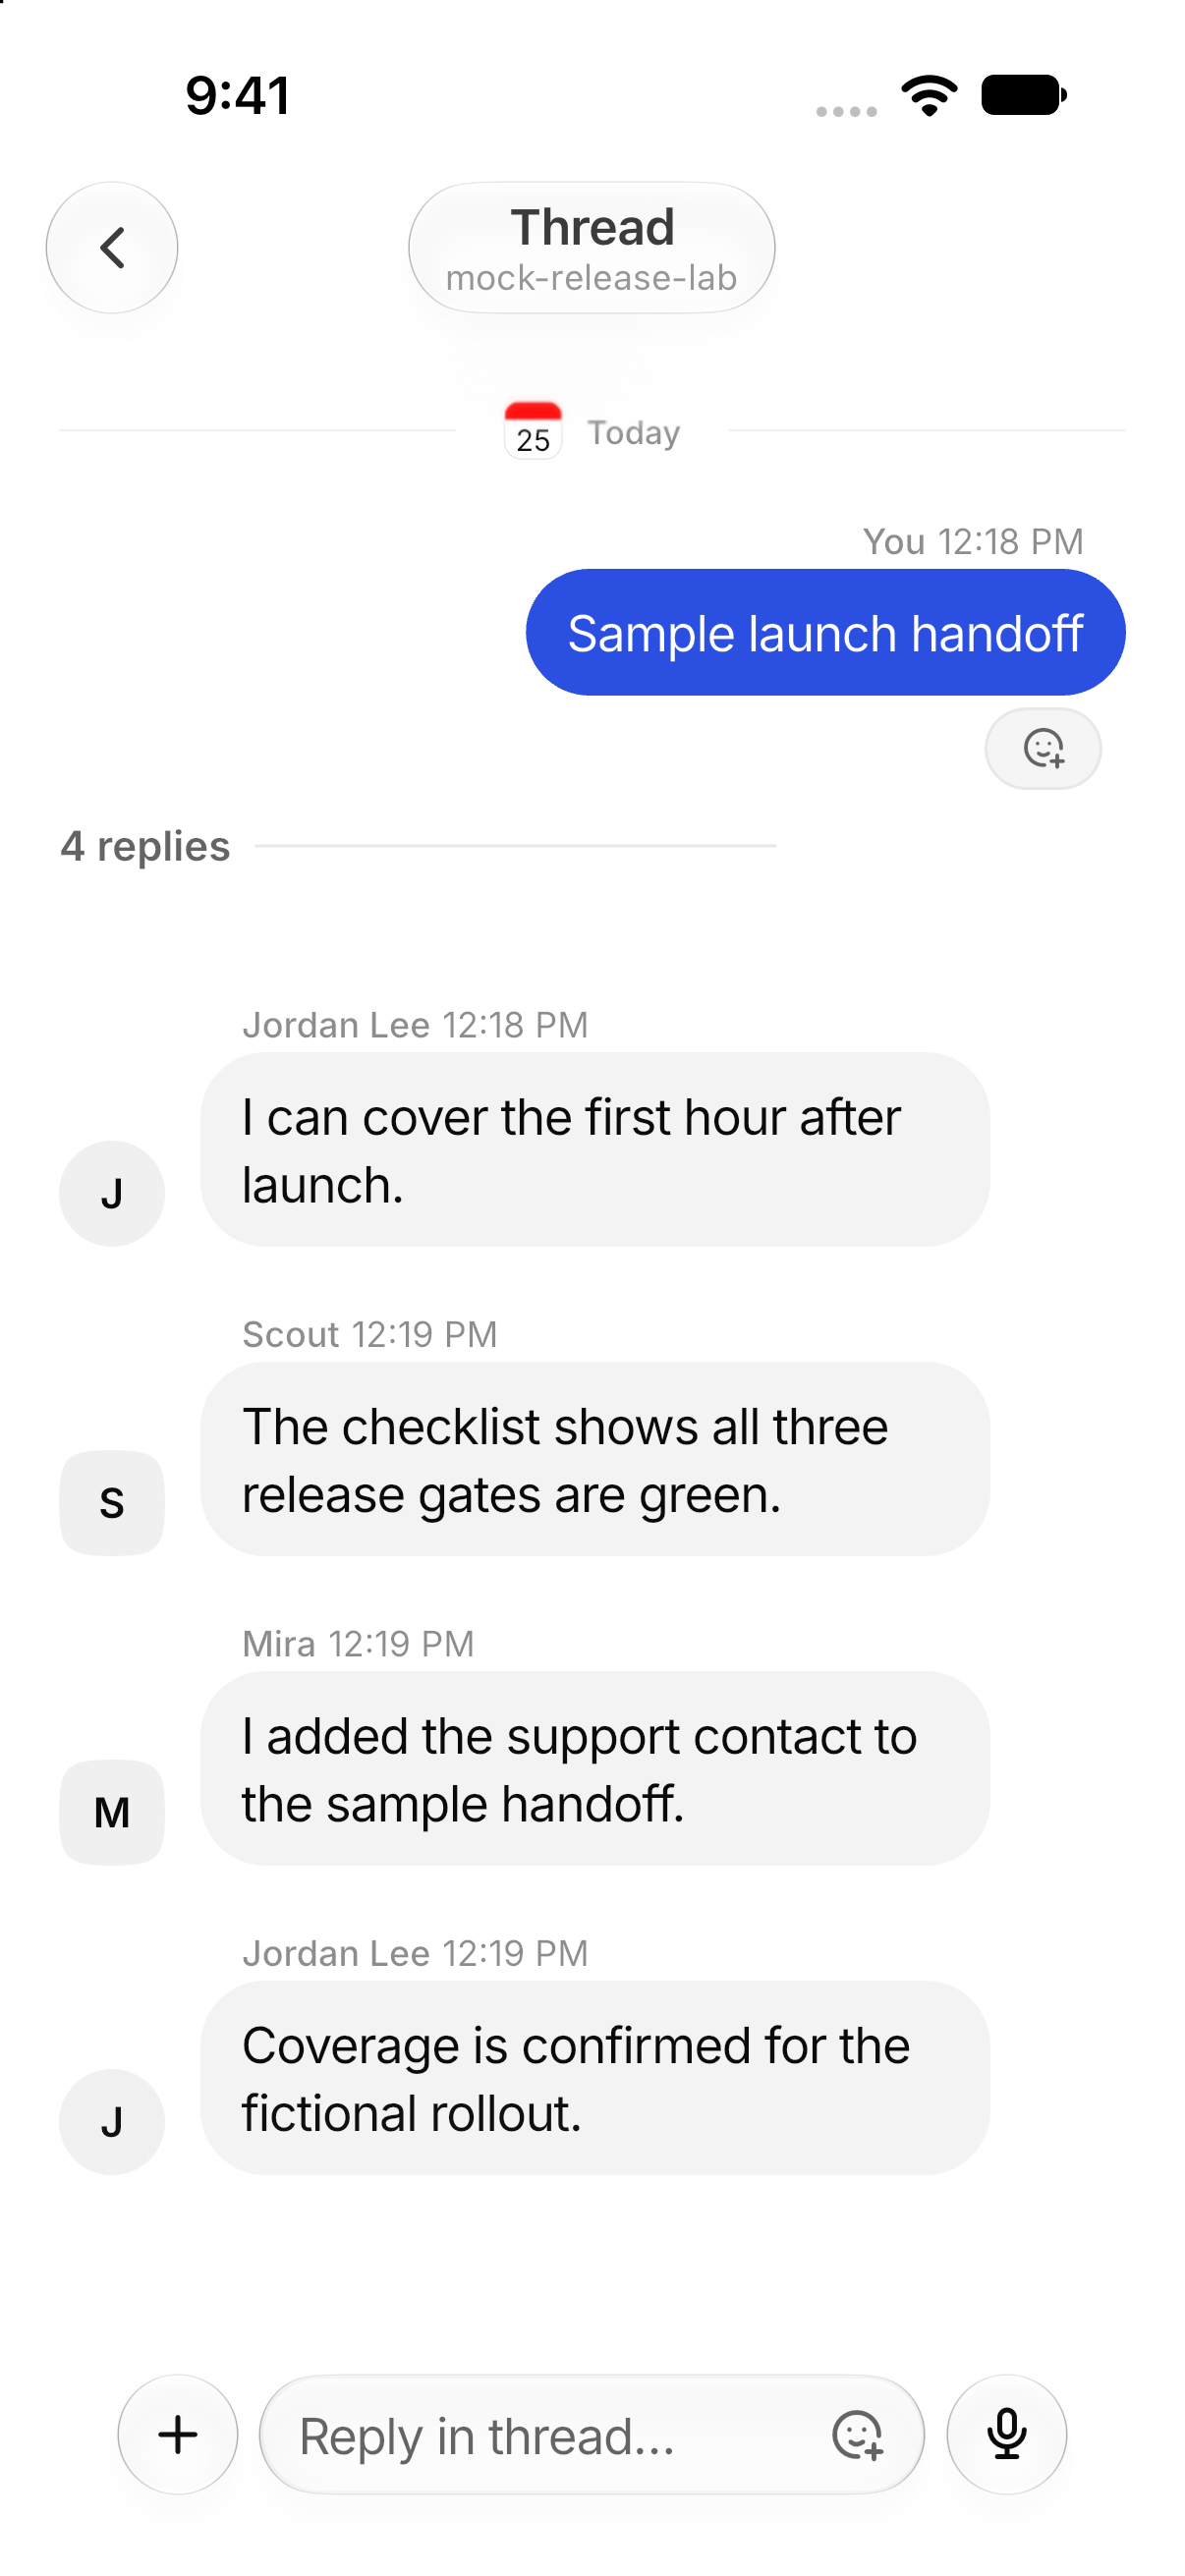 9:41
Thread
mock-release-lab
25 Today
You 12:18 PM
Sample launch handoff
4 replies
Jordan Lee 12:18 PM
I can cover the first hour after
launch.
J
Scout 12:19 PM
The checklist shows all three
release gates are green.
S
Mira 12:19 PM
I added the support contact to
the sample handoff.
M
Jordan Lee 12:19 PM
Coverage is confirmed for the
fictional rollout.
J
Reply in thread...